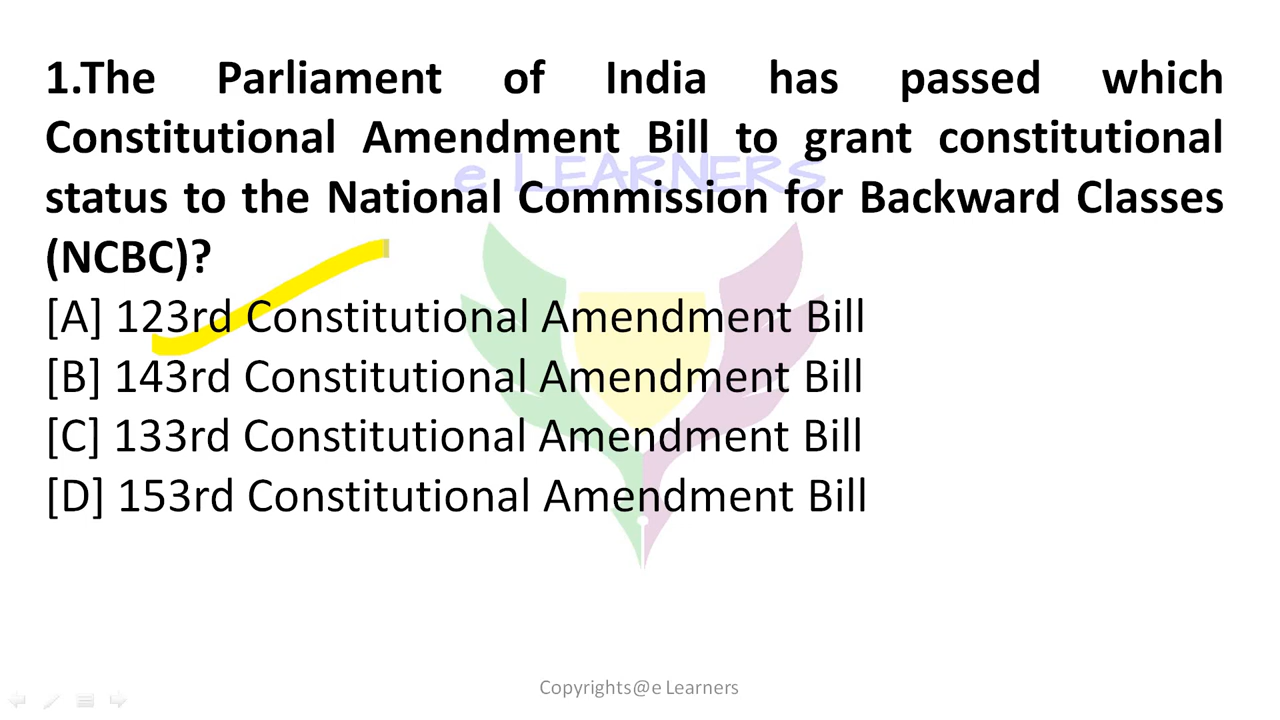 1.The Parliament of India has passed which
Constitutional Amendment Bill to grant constitutional
e LEARNERS
status to the National Commission for Backward Classes
(NCBC)?
[A] 123rd Constitutional Amendment Bill
[B] 143rd Constitutional Amendment Bill
[C] 133rd Constitutional Amendment Bill
[D] 153rd Constitutional Amendment Bill
Copyrights@e Learners